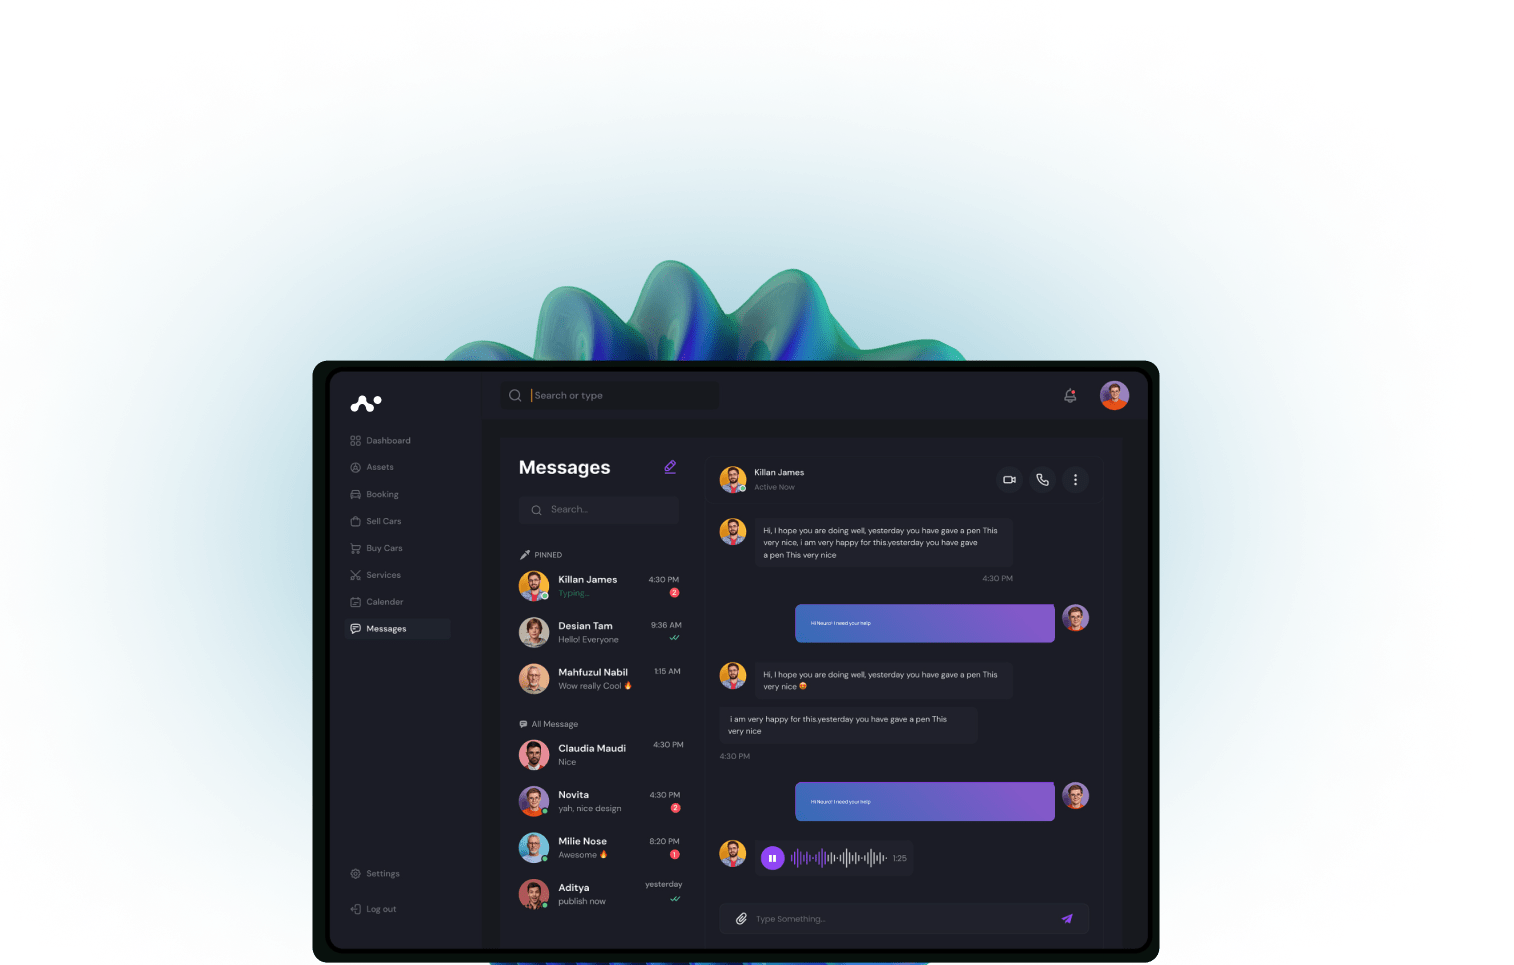 Search or type
Dashboard
Assets
Booking
Sell Cars
Buy Cars
Services
Calender
Messages
Settings
Log out
Messages
Search...
PINNED
Killan James
4:30 PM
Typing...
2
Desian Tam
9:36 AM
Hello! Everyone
Mahfuzul Nabil
1:15 AM
Wow really Cool 🔥
All Message
Claudia Maudi
4:30 PM
Nice
Novita
4:30 PM
yah, nice design
2
Milie Nose
8:20 PM
Awesome 🔥
1
Aditya
yesterday
publish now
Killan James
Active Now
Hi, I hope you are doing well, yesterday you have gave a pen This
very nice, i am very happy for this.yesterday you have gave
a pen This very nice
4:30 PM
Hi Neuro! I need your help
Hi, I hope you are doing well, yesterday you have gave a pen This
very nice 😍
i am very happy for this.yesterday you have gave a pen This
very nice
4:30 PM
Hi Neuro! I need your help
1:25
Type Something...